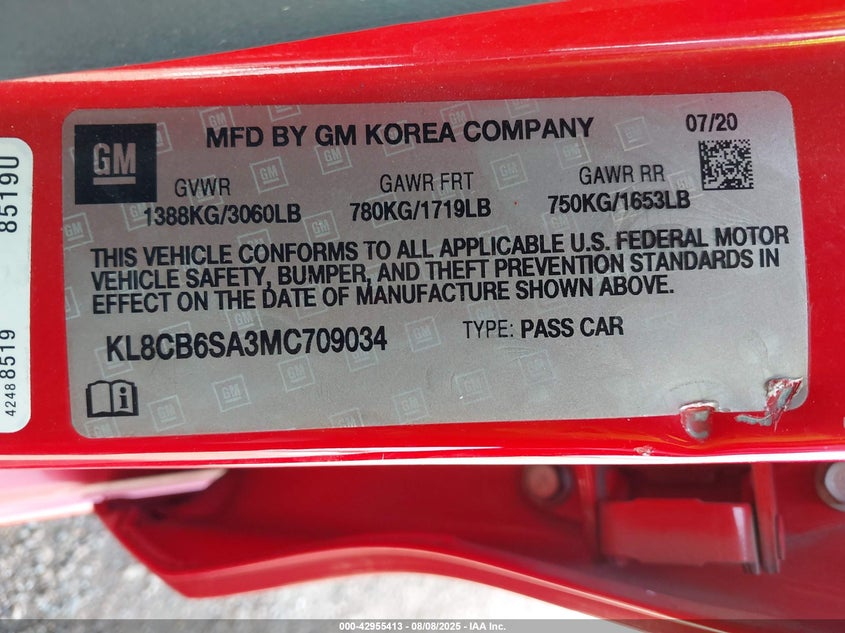 GM
MFD BY GM KOREA COMPANY
07/20
GVWR
GAWR FRT
GAWR RR
1388KG/3060LB
780KG/1719LB
750KG/1653LB
THIS VEHICLE CONFORMS TO ALL APPLICABLE U.S. FEDERAL MOTOR
VEHICLE SAFETY, BUMPER, AND THEFT PREVENTION STANDARDS IN
EFFECT ON THE DATE OF MANUFACTURE SHOWN ABOVE.
KL8CB6SA3MC709034
TYPE: PASS CAR
42488519
85190
000-42955413 - 08/08/2025 - IAA Inc.